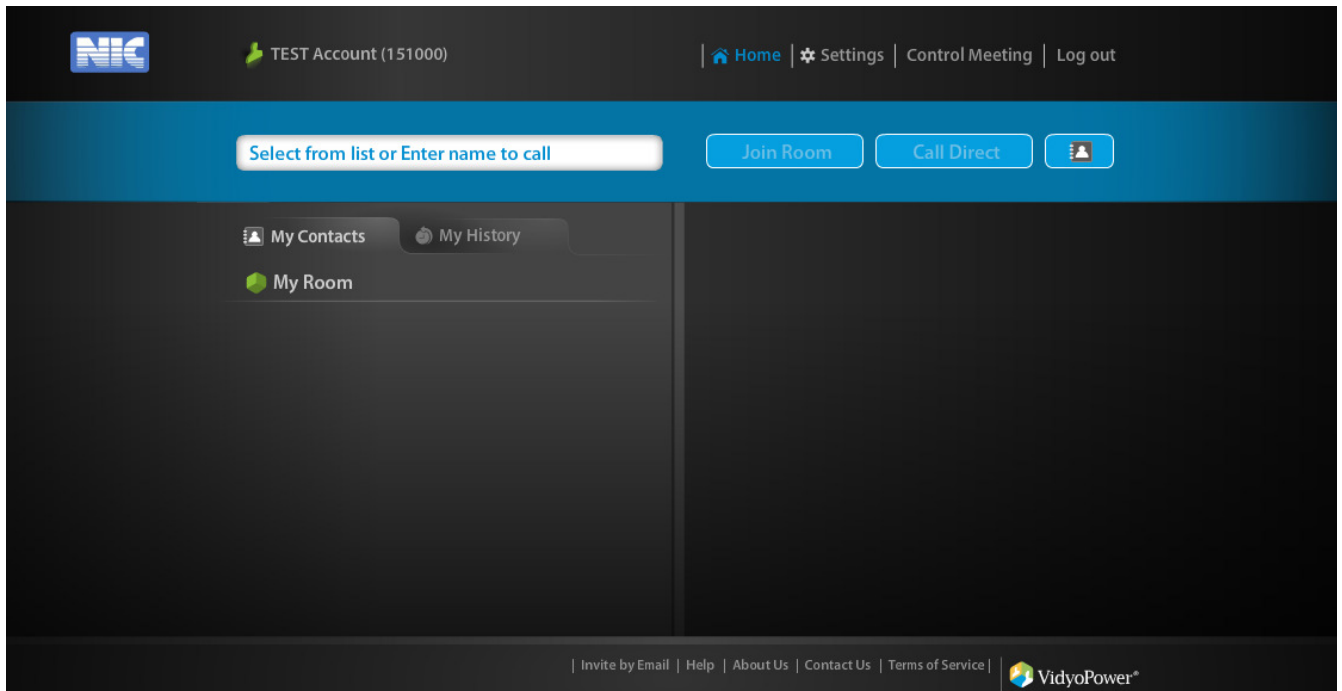 NIC
TEST Account (151000)
| Home | Settings | Control Meeting | Log out
Select from list or Enter name to call
Join Room
Call Direct
My Contacts
My History
My Room
| Invite by Email | Help | About Us | Contact Us | Terms of Service |
VidyoPower®